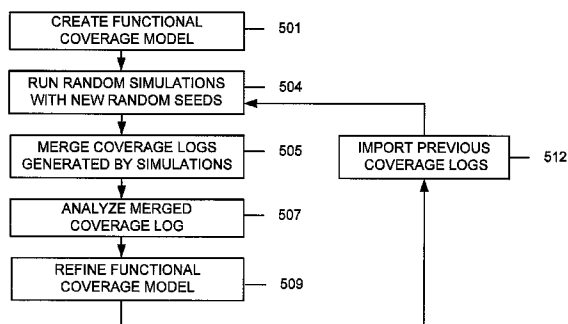 CREATE FUNCTIONAL
COVERAGE MODEL
501
RUN RANDOM SIMULATIONS
WITH NEW RANDOM SEEDS
504
MERGE COVERAGE LOGS
GENERATED BY SIMULATIONS
505
IMPORT PREVIOUS
COVERAGE LOGS
512
ANALYZE MERGED
COVERAGE LOG
507
REFINE FUNCTIONAL
COVERAGE MODEL
509